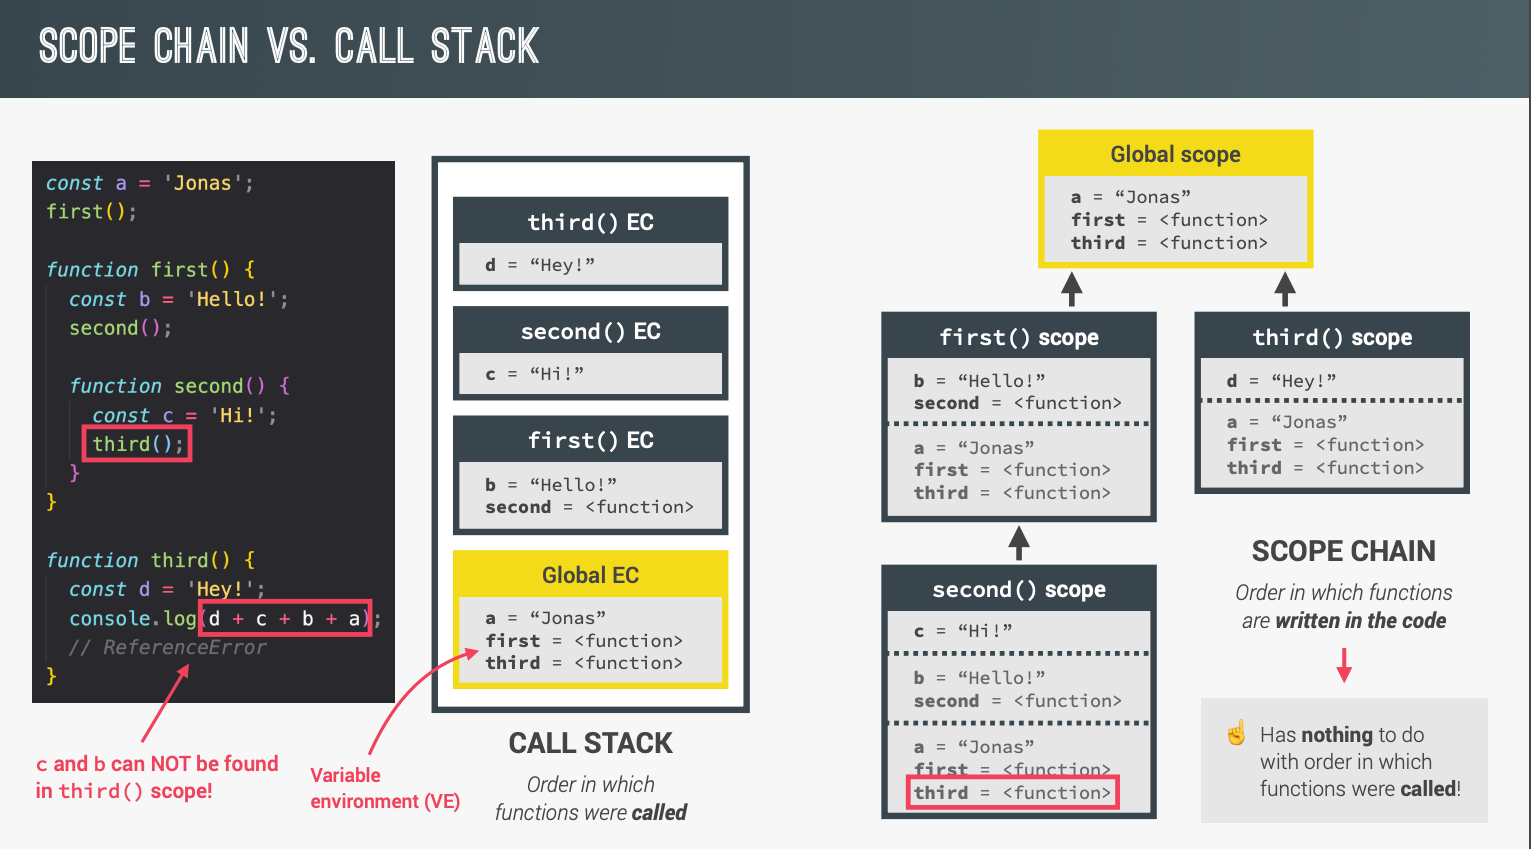 SCOPE CHAIN VS. CALL STACK
const a = 'Jonas';
first();
function first() {
const b = 'Hello!';
second();
function second() {
const c = 'Hi!';
third();
}
}
function third() {
const d = 'Hey!';
console.log(d + c + b + a);
// ReferenceError
}
c and b can NOT be found
in third() scope!
third() EC
d = “Hey!”
second() EC
c = “Hi!”
first() EC
b = “Hello!”
second = <function>
Global EC
a = “Jonas”
first = <function>
third = <function>
Variable
environment (VE)
CALL STACK
Order in which
functions were called
Global scope
a = “Jonas”
first = <function>
third = <function>
first() scope
b = “Hello!”
second = <function>
a = “Jonas”
first = <function>
third = <function>
second() scope
c = “Hi!”
b = “Hello!”
second = <function>
a = “Jonas”
first = <function>
third = <function>
third() scope
d = “Hey!”
a = “Jonas”
first = <function>
third = <function>
SCOPE CHAIN
Order in which functions
are written in the code
☝️ Has nothing to do
with order in which
functions were called!